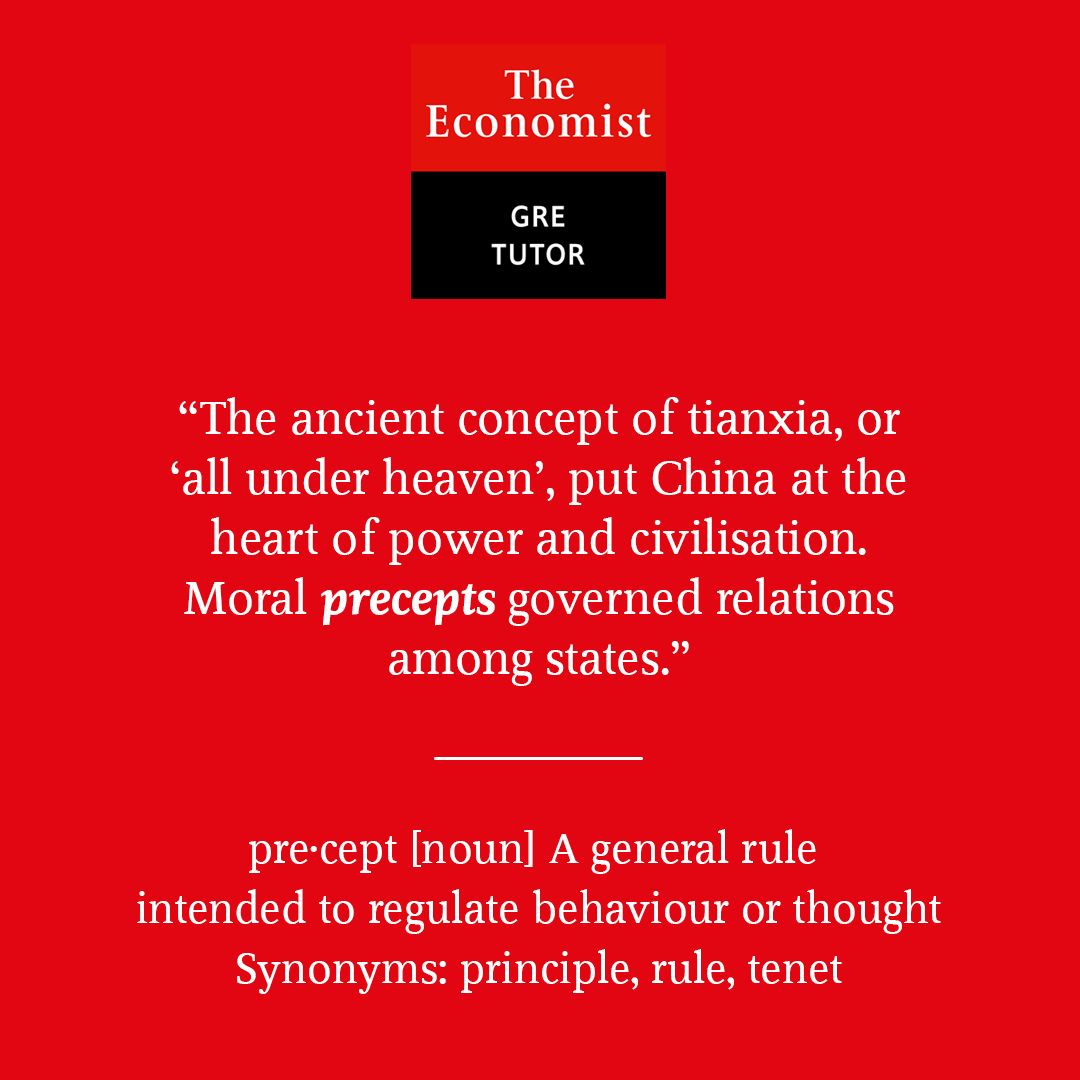 The
Economist
GRE
TUTOR
“The ancient concept of tianxia, or
‘all under heaven’, put China at the
heart of power and civilisation.
Moral precepts governed relations
among states.”
pre·cept [noun] A general rule
intended to regulate behaviour or thought
Synonyms: principle, rule, tenet